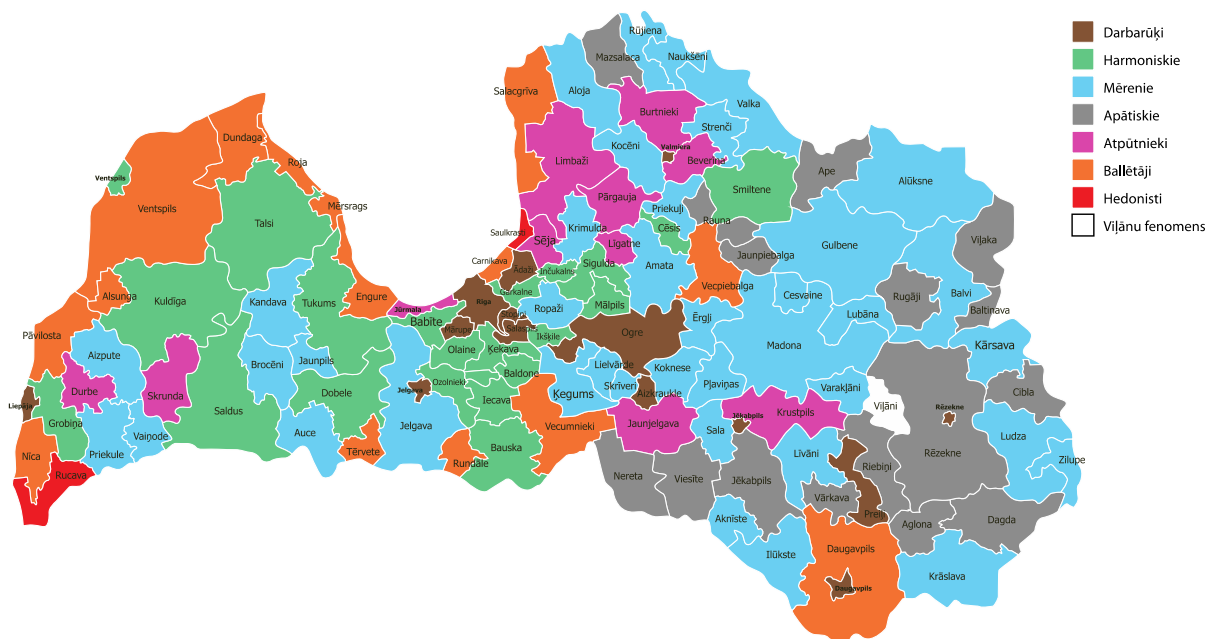 Darbarūķi
Harmoniskie
Mērenie
Apātiskie
Atpūtnieki
Ballētāji
Hedonisti
Viļānu fenomens
Rūjiena
Mazsalaca
Naukšēni
Salacgrīva
Aloja
Burtnieki
Valka
Strenči
Dundaga
Kocēni
Valmiera
Beverīna
Limbaži
Roja
Ventspils
Smiltene
Ape
Alūksne
Pārgauja
Ventspils
Mērsrags
Talsi
Priekuļi
Rauna
Saulkrasti
Sēja
Krimulda
Cēsis
Līgatne
Gulbene
Viļaka
Carnikava
Ādaži
Inčukalns
Sigulda
Amata
Jaunpiebalga
Vecpiebalga
Alsunga
Kuldīga
Kandava
Tukums
Engure
Jūrmala
Rīga
Garkalne
Mālpils
Cesvaine
Rugāji
Balvi
Baltinava
Pāvilosta
Babīte
Mārupe
Stopiņi
Salaspils
Ropaži
Ērgļi
Lubāna
Ogre
Aizpute
Brocēni
Jaunpils
Olaine
Ķekava
Ikšķile
Madona
Kārsava
Durbe
Skrunda
Dobele
Jelgava
Ozolnieki
Baldone
Lielvārde
Koknese
Skrīveri
Aizkraukle
Pļaviņas
Varakļāni
Cibla
Liepāja
Grobiņa
Saldus
Iecava
Ķegums
Viļāni
Rēzekne
Krustpils
Jēkabpils
Vaiņode
Auce
Jelgava
Vecumnieki
Jaunjelgava
Sala
Ludza
Priekule
Tērvete
Rundāle
Bauska
Līvāni
Riebiņi
Rēzekne
Zilupe
Nīca
Rucava
Nereta
Viesīte
Jēkabpils
Vārkava
Preiļi
Aglona
Dagda
Aknīste
Ilūkste
Daugavpils
Krāslava
Daugavpils